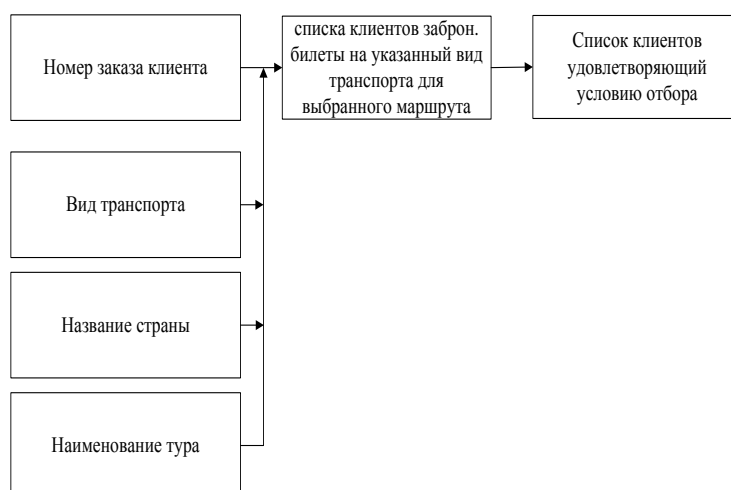 Номер заказа клиента
списка клиентов заброн.
билеты на указанный вид
транспорта для
выбранного маршрута
Список клиентов
удовлетворяющий
условию отбора
Вид транспорта
Название страны
Наименование тура